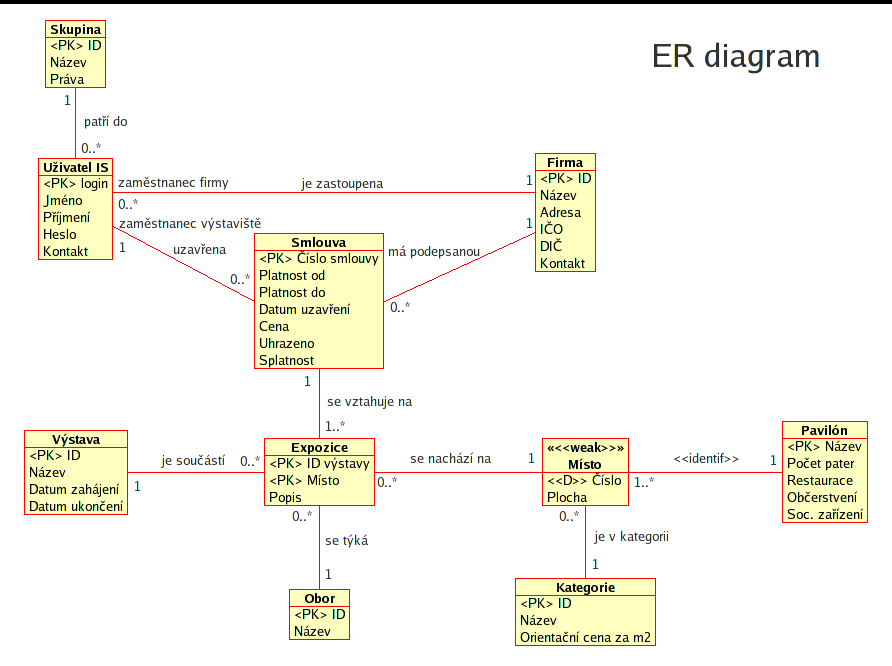 ER diagram
Skupina
<PK> ID
Název
Práva
1
patří do
0..*
Uživatel IS
<PK> login
Jméno
Příjmení
Heslo
Kontakt
zaměstnanec firmy
0..*
je zastoupena
1
zaměstnanec výstaviště
1
uzavřena
0..*
Firma
<PK> ID
Název
Adresa
IČO
DIČ
Kontakt
1
má podepsanou
0..*
Smlouva
<PK> Číslo smlouvy
Platnost od
Platnost do
Datum uzavření
Cena
Uhrazeno
Splatnost
1
se vztahuje na
1..*
Výstava
<PK> ID
Název
Datum zahájení
Datum ukončení
1
je součástí
0..*
Expozice
<PK> ID výstavy
<PK> Místo
Popis
0..*
se nachází na
1
«<<weak>>»
Místo
<<D>> Číslo
Plocha
1..*
<<identif>>
1
Pavilón
<PK> Název
Počet pater
Restaurace
Občerstvení
Soc. zařízení
0..*
se týká
1
Obor
<PK> ID
Název
0..*
je v kategorii
1
Kategorie
<PK> ID
Název
Orientační cena za m2